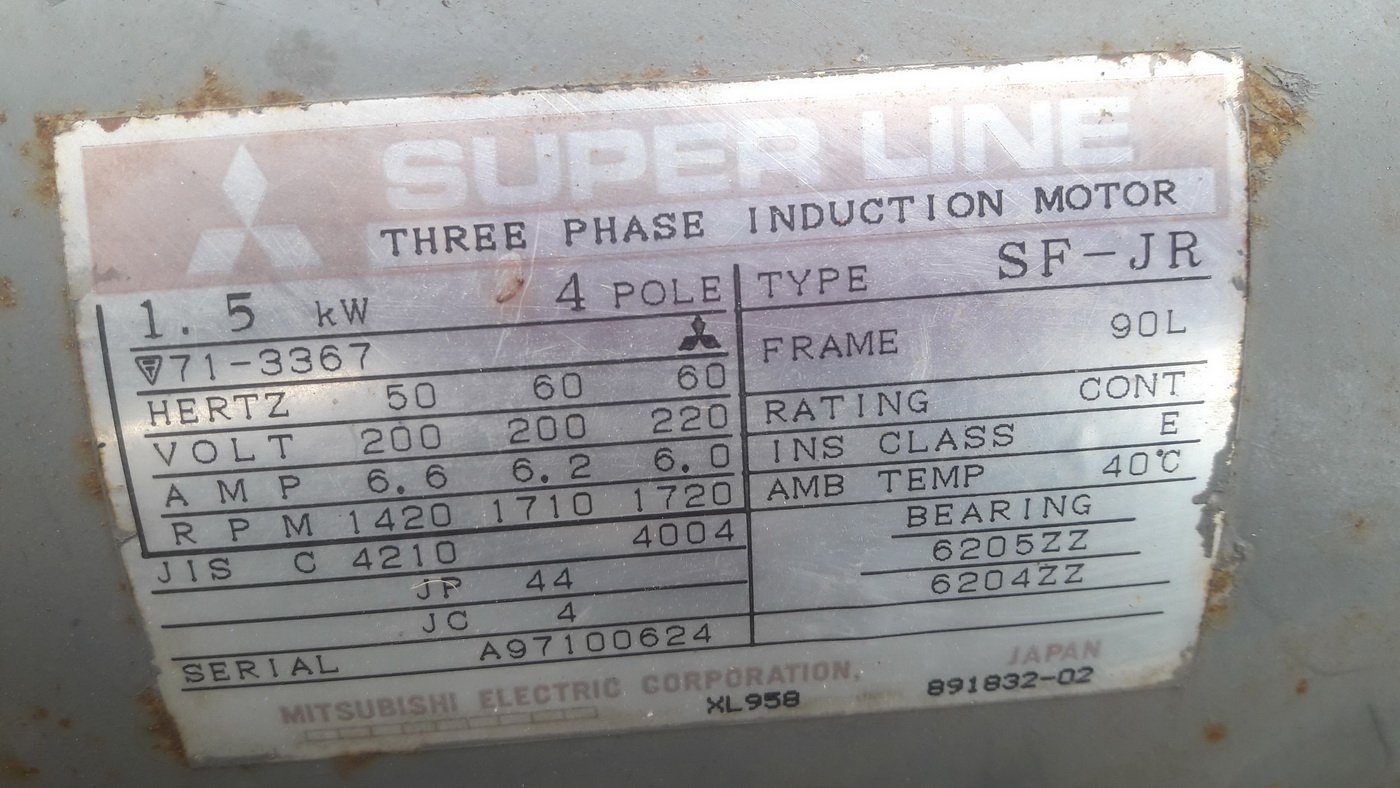 SUPER LINE
THREE PHASE INDUCTION MOTOR
1.5 kW 4 POLE
71-3367
HERTZ 50 60 60
VOLT 200 200 220
AMP 6.6 6.2 6.0
RPM 1420 1710 1720
JIS C 4210 4004
JP 44
JC 4
SERIAL A97100624
TYPE SF-JR
FRAME 90L
RATING CONT
INS CLASS E
AMB TEMP 40℃
BEARING
6205ZZ
6204ZZ
MITSUBISHI ELECTRIC CORPORATION, JAPAN
XL958 891832-02